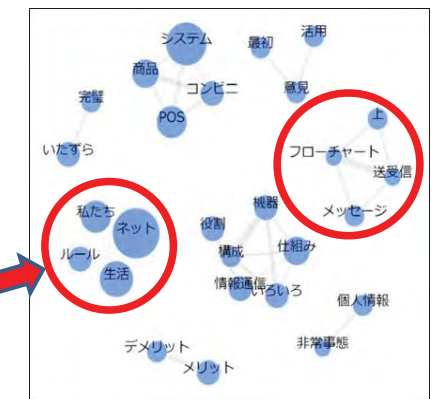 システム
最初
活用
商品
コンビニ
意見
完璧
POS
上
いたずら
フローチャート
送受信
私たち
機器
メッセージ
ネット
役割
ルール
構成
仕組み
生活
情報通信
いろいろ
個人情報
デメリット
非常事態
メリット